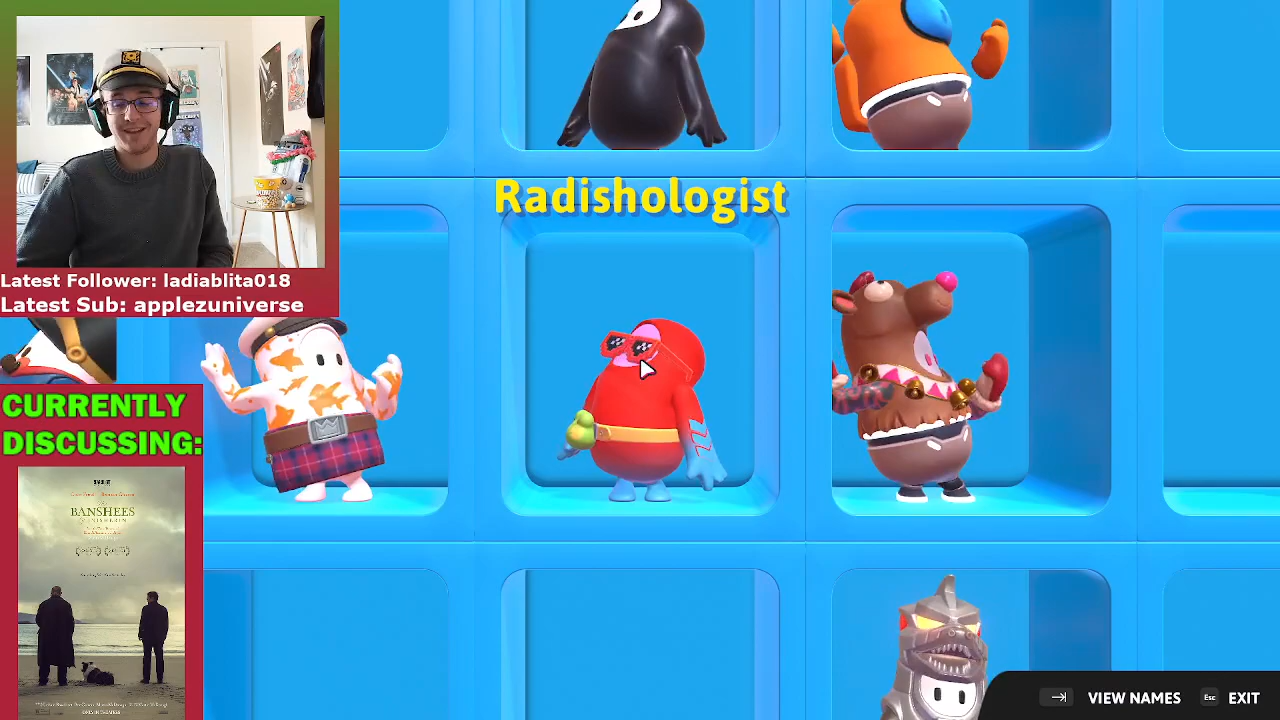 Radishologist
Latest Follower: ladiablita018
Latest Sub: applezuniverse
CURRENTLY
DISCUSSING:
BANSHEES
VIEW NAMES
Esc
EXIT